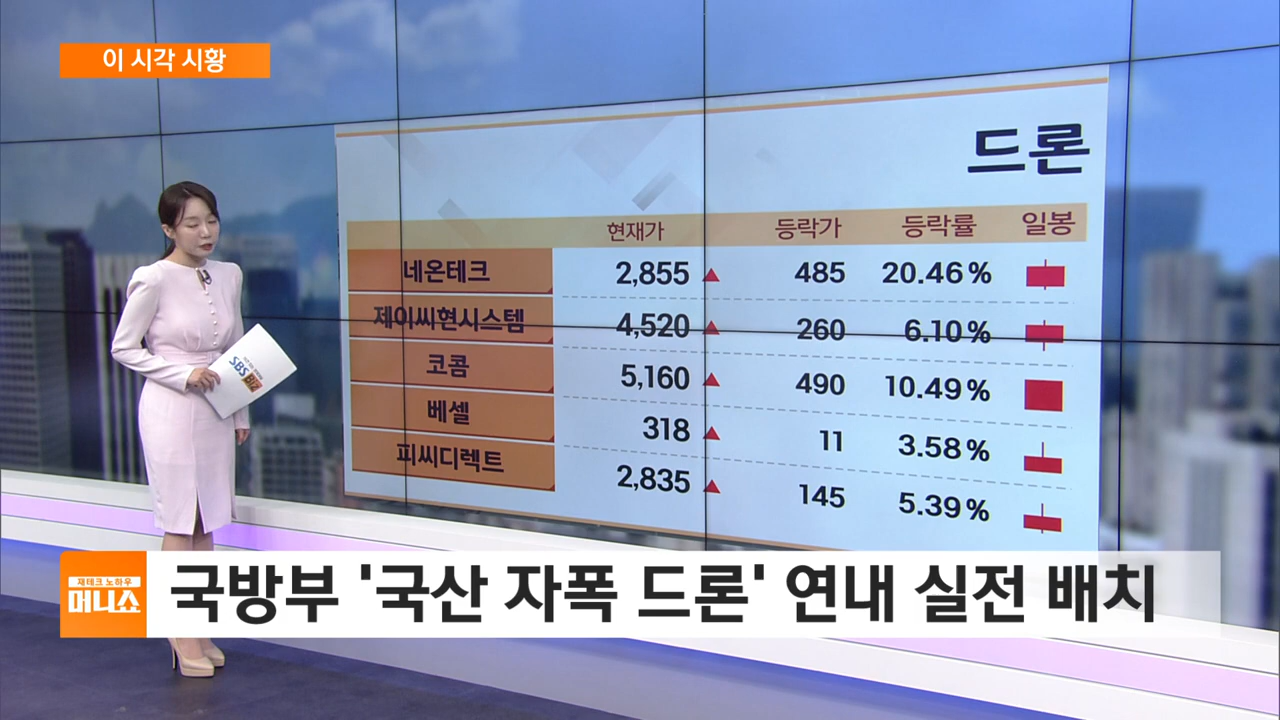 이 시각 시황
드론
현재가 등락가 등락률 일봉
네온테크 2,855 ▲ 485 20.46 %
제이씨현시스템 4,520 ▲ 260 6.10 %
코콤 5,160 ▲ 490 10.49 %
베셀 318 ▲ 11 3.58 %
피씨디렉트 2,835 ▲ 145 5.39 %
SBS Biz
재테크 노하우
머니쇼
국방부 '국산 자폭 드론' 연내 실전 배치